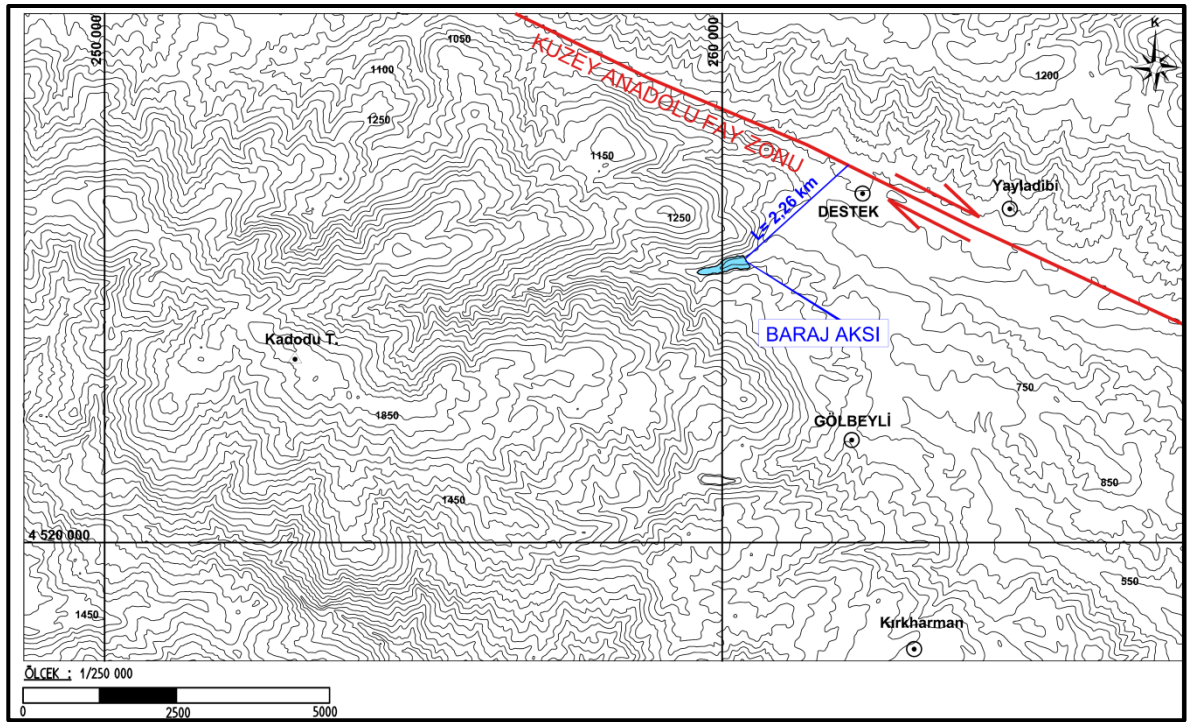 250 000
1050
260 000
K
1100
1200
KUZEY ANADOLU FAY ZONU
1250
1150
Yayladibi
DESTEK
1250
L= 2,26 km
BARAJ AKSI
Kadodu T.
750
1850
GÖLBEYLİ
850
1450
4 520 000
550
1450
Kırkharman
ÖLCEK : 1/250 000
0 2500 5000